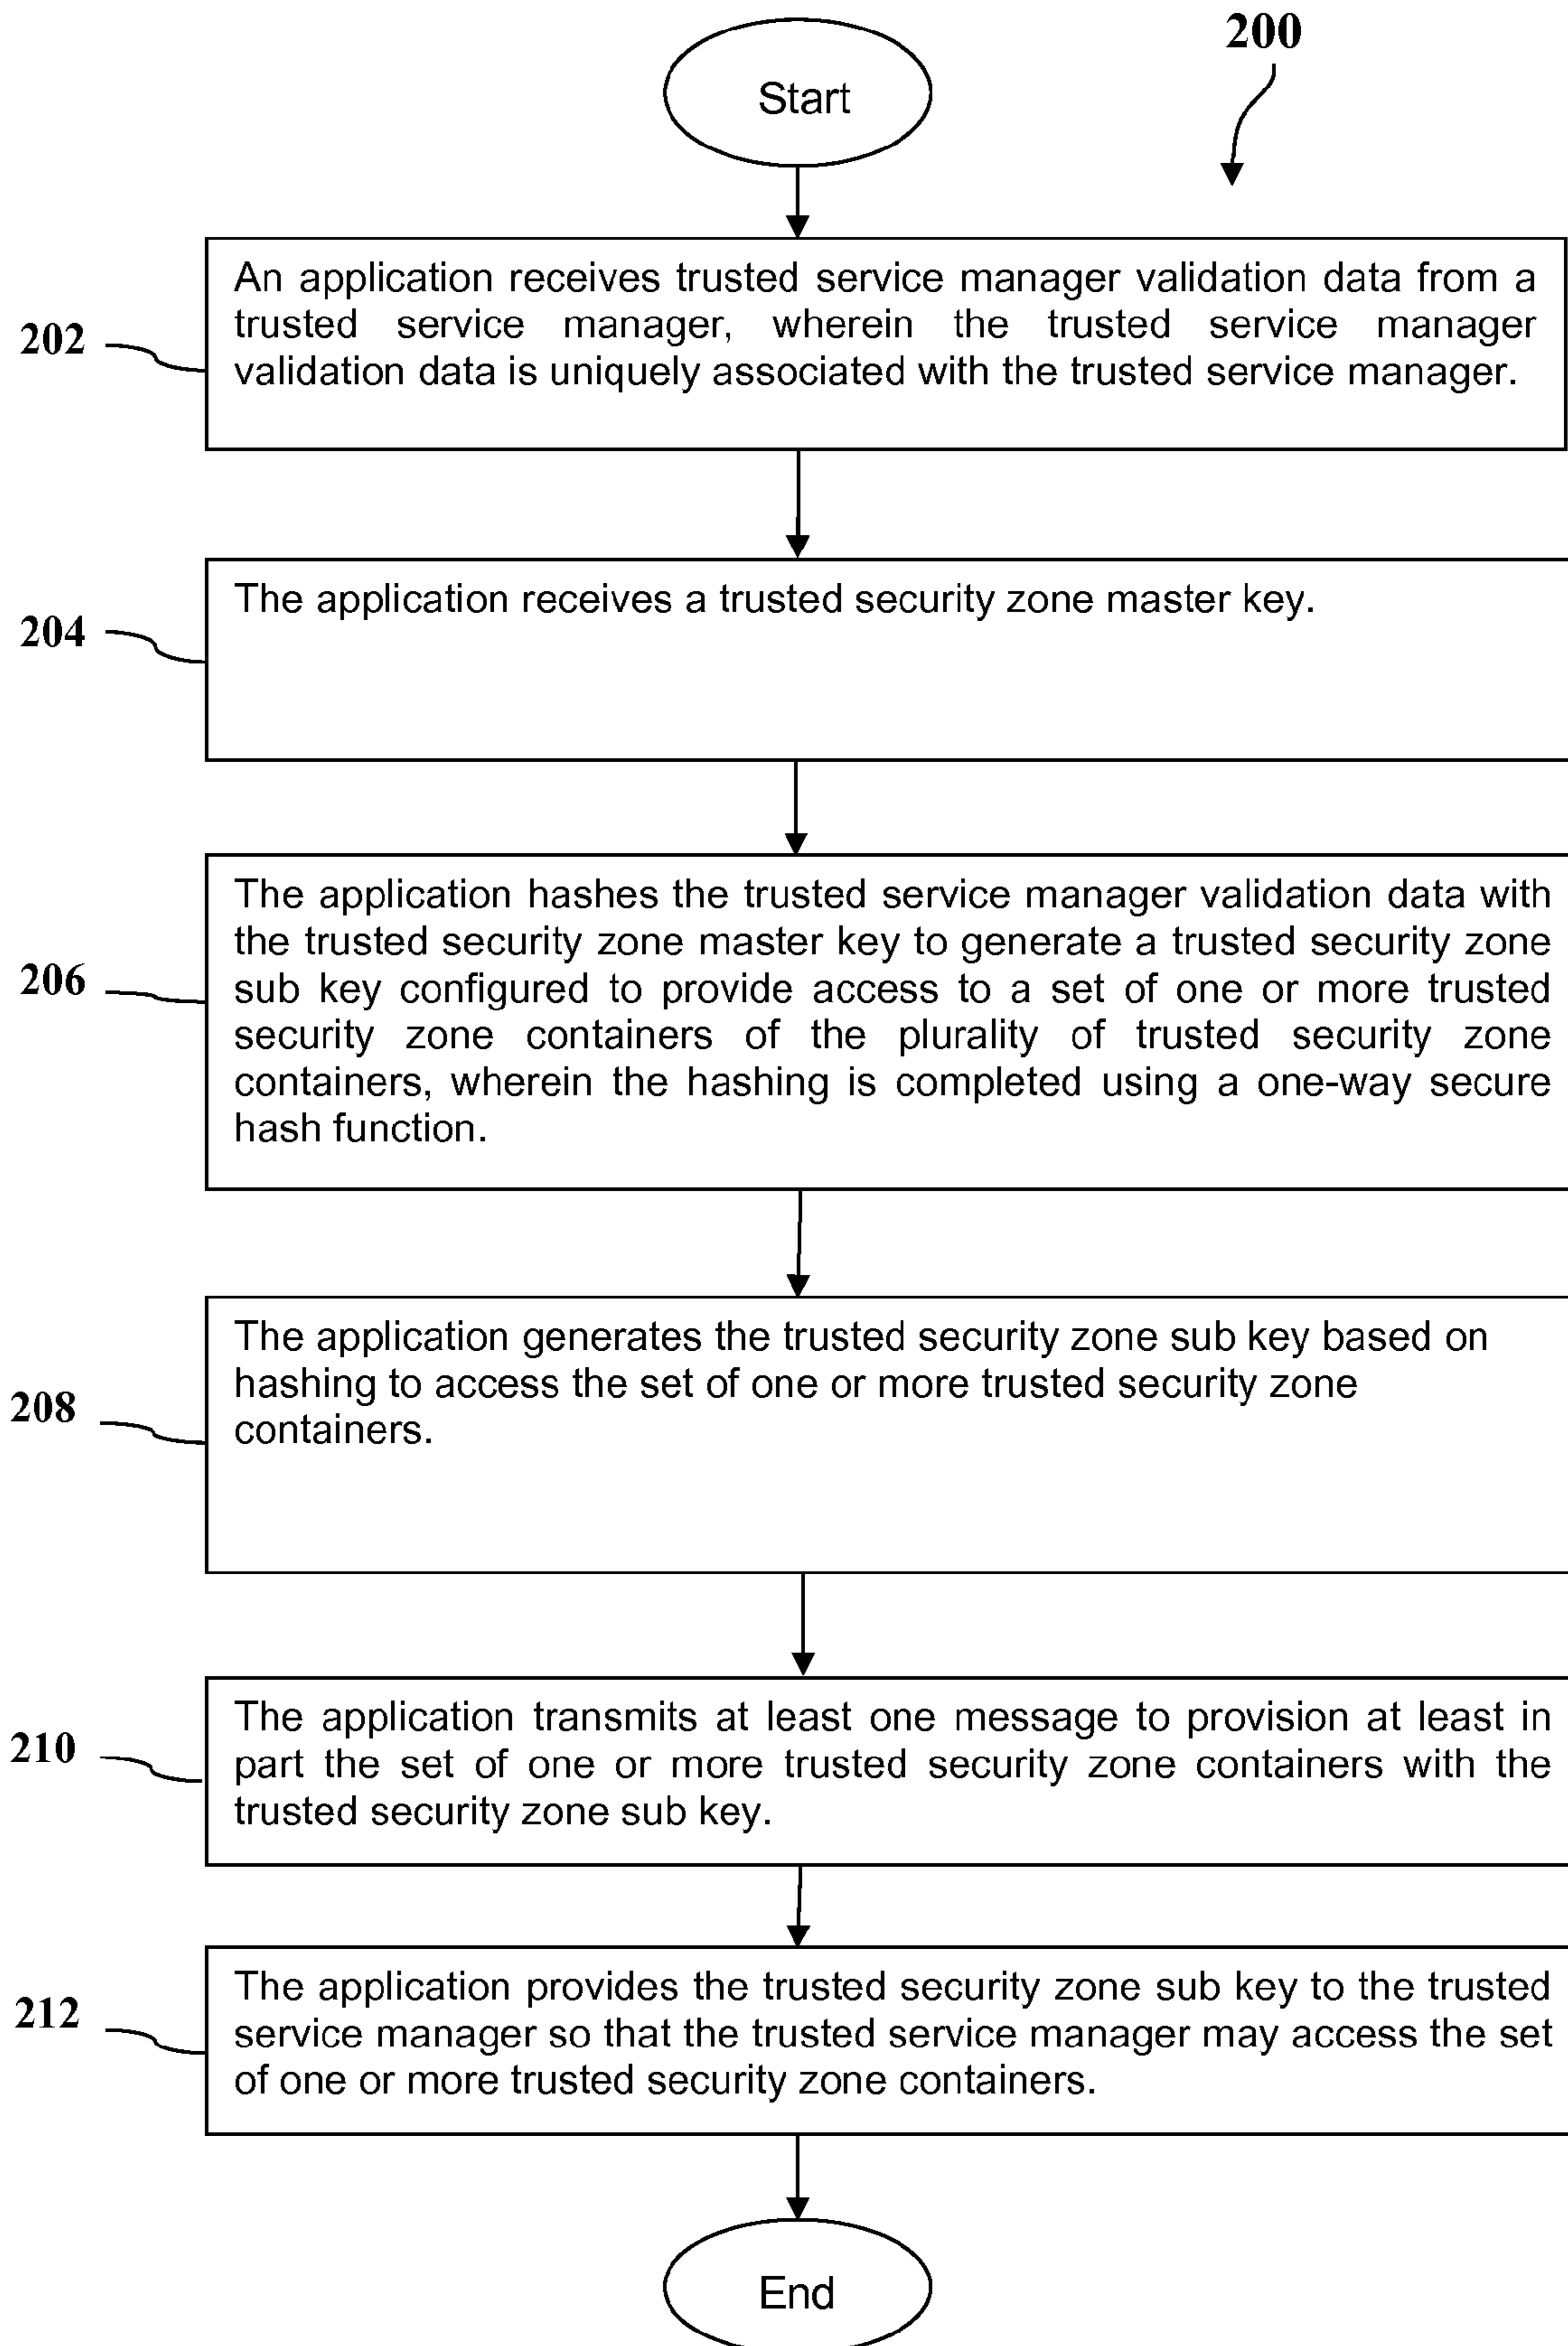 200
Start
202
An application receives trusted service manager validation data from a
trusted service manager, wherein the trusted service manager
validation data is uniquely associated with the trusted service manager.
204
The application receives a trusted security zone master key.
206
The application hashes the trusted service manager validation data with
the trusted security zone master key to generate a trusted security zone
sub key configured to provide access to a set of one or more trusted
security zone containers of the plurality of trusted security zone
containers, wherein the hashing is completed using a one-way secure
hash function.
208
The application generates the trusted security zone sub key based on
hashing to access the set of one or more trusted security zone
containers.
210
The application transmits at least one message to provision at least in
part the set of one or more trusted security zone containers with the
trusted security zone sub key.
212
The application provides the trusted security zone sub key to the trusted
service manager so that the trusted service manager may access the set
of one or more trusted security zone containers.
End